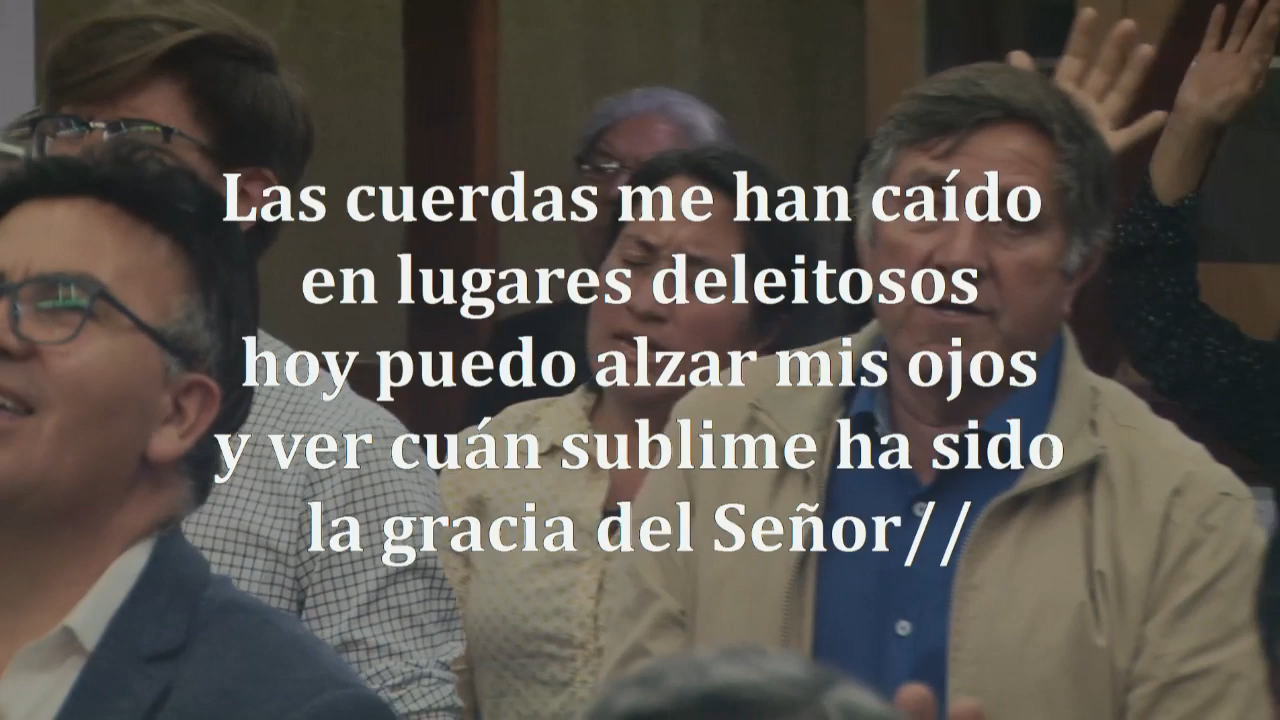 Las cuerdas me han caído
en lugares deleitosos
hoy puedo alzar mis ojos
y ver cuán sublime ha sido
la gracia del Señor//